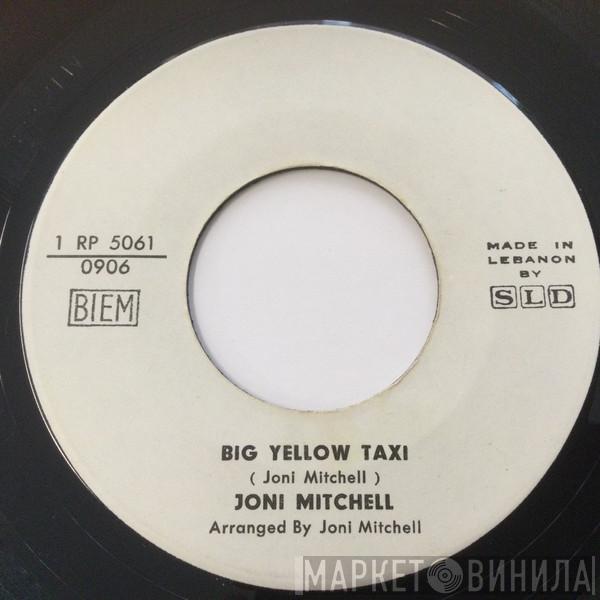 1 RP 5061
0906
BIEM
MADE IN
LEBANON
BY
SLD
BIG YELLOW TAXI
( Joni Mitchell )
JONI MITCHELL
Arranged By Joni Mitchell
МАРКЕТ ВИНИЛА